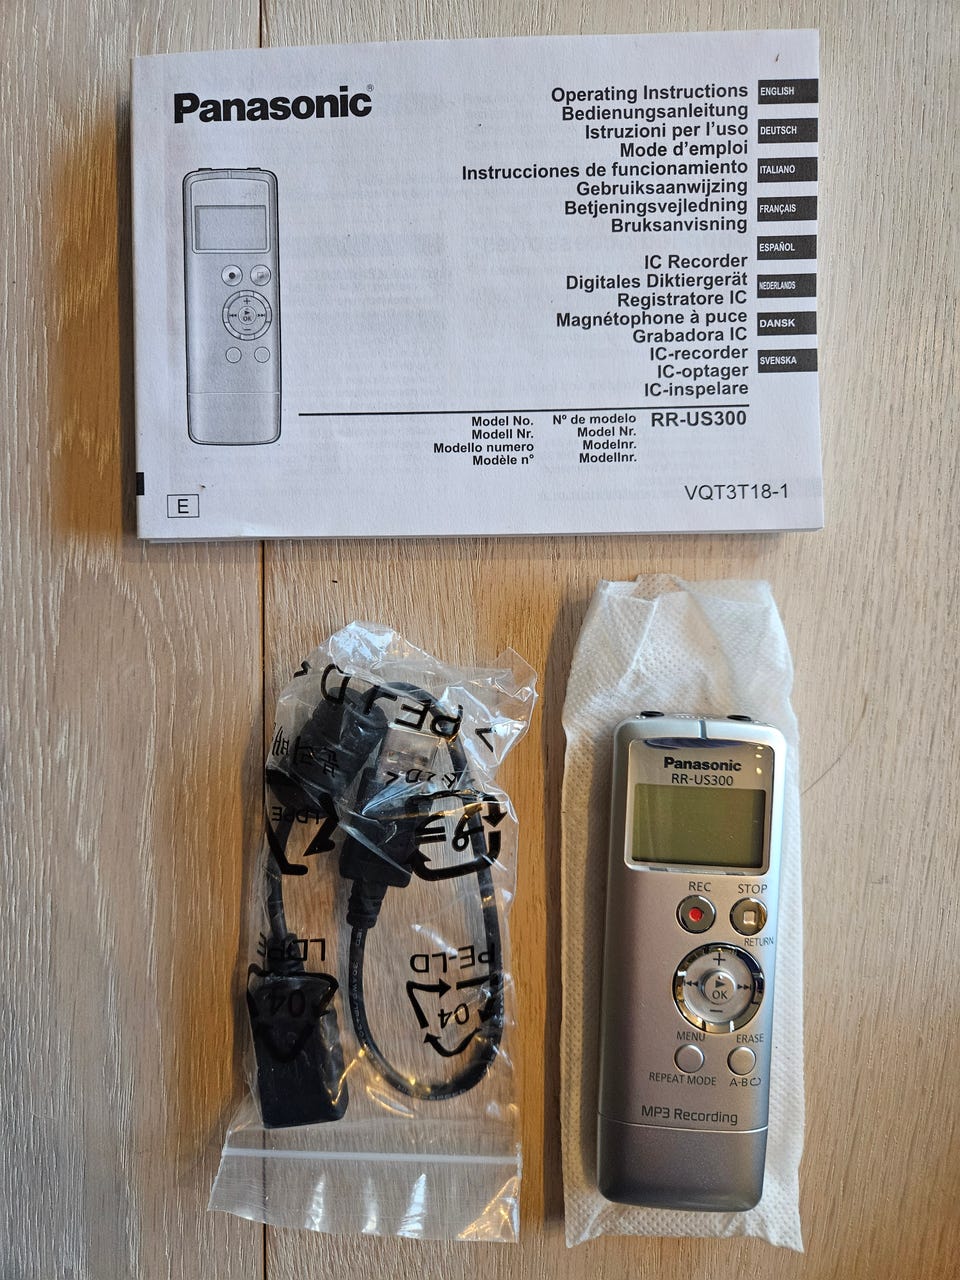 Panasonic®
Operating Instructions
Bedienungsanleitung
Istruzioni per l'uso
Mode d'emploi
Instrucciones de funcionamiento
Gebruiksaanwijzing
Betjeningsvejledning
Bruksanvisning
IC Recorder
Digitales Diktiergerät
Registratore IC
Magnétophone à puce
Grabadora IC
IC-recorder
IC-optager
IC-inspelare
ENGLISH
DEUTSCH
ITALIANO
FRANÇAIS
ESPAÑOL
NEDERLANDS
DANSK
SVENSKA
Model No. Nº de modelo RR-US300
Modell Nr. Model Nr.
Modello numero Modelnr.
Modèle nº Modellnr.
OK
E
VQT3T18-1
>PE-LD<
LDPE
LDPE
04
PE-LD
04
Panasonic
RR-US300
REC STOP
RETURN
OK
MENU ERASE
REPEAT MODE A-B
MP3 Recording